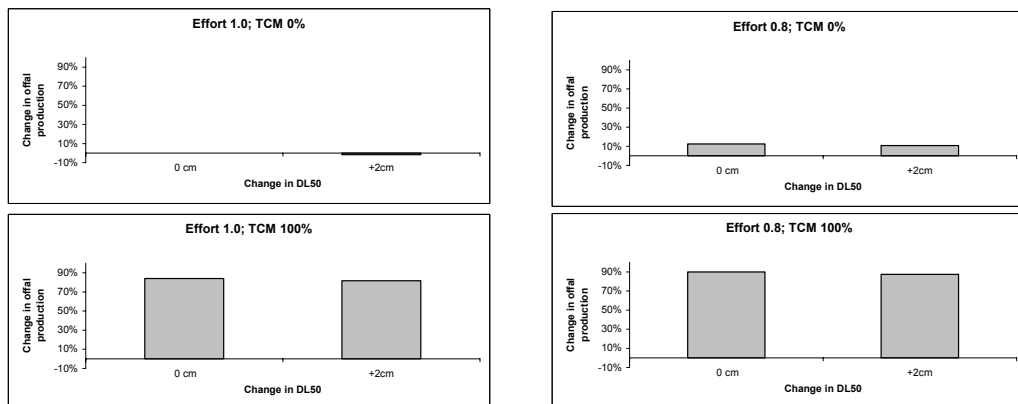 Effort 1.0; TCM 0%
Change in offal
production
90%
70%
50%
30%
10%
-10%
0 cm
+2cm
Change in DL50
Effort 0.8; TCM 0%
Change in offal
production
90%
70%
50%
30%
10%
-10%
0 cm
+2cm
Change in DL50
Effort 1.0; TCM 100%
Change in offal
production
90%
70%
50%
30%
10%
-10%
0 cm
+2cm
Change in DL50
Effort 0.8; TCM 100%
Change in offal
production
90%
70%
50%
30%
10%
-10%
0 cm
+2cm
Change in DL50